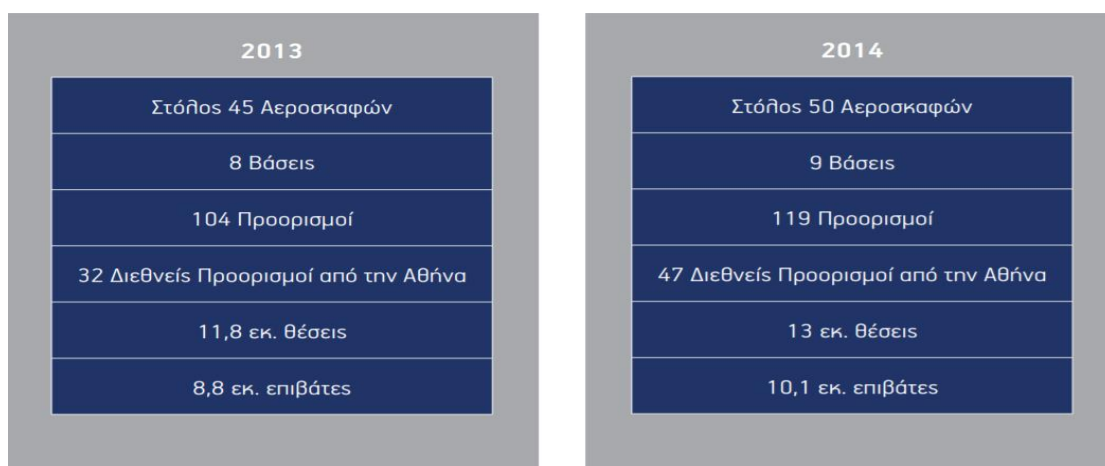 2013
Στόλος 45 Αεροσκαφών
8 Βάσεις
104 Προορισμοί
32 Διεθνείς Προορισμοί από την Αθήνα
11,8 εκ. θέσεις
8,8 εκ. επιβάτες
2014
Στόλος 50 Αεροσκαφών
9 Βάσεις
119 Προορισμοί
47 Διεθνείς Προορισμοί από την Αθήνα
13 εκ. θέσεις
10,1 εκ. επιβάτες